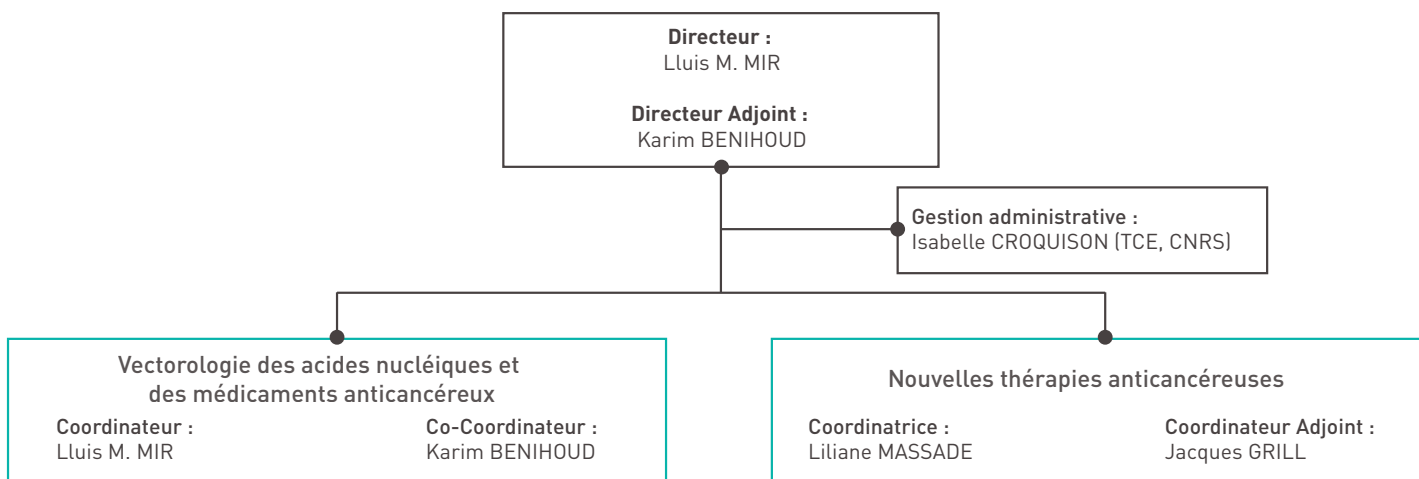 Directeur :
Lluis M. MIR
Directeur Adjoint :
Karim BENIHOUD
Gestion administrative :
Isabelle CROQUISON (TCE, CNRS)
Vectorologie des acides nucléiques et
des médicaments anticancéreux
Coordinateur :
Lluis M. MIR
Co-Coordinateur :
Karim BENIHOUD
Nouvelles thérapies anticancéreuses
Coordinatrice :
Liliane MASSADE
Coordinateur Adjoint :
Jacques GRILL